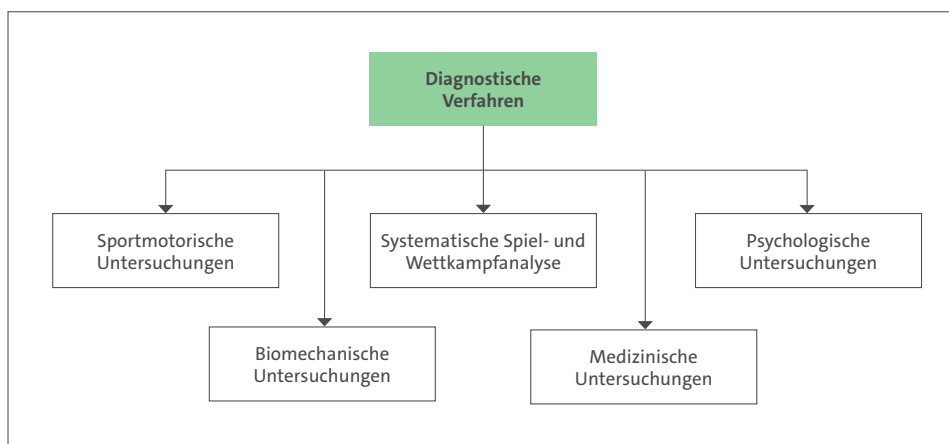 Diagnostische
Verfahren
Sportmotorische
Untersuchungen
Systematische Spiel- und
Wettkampfanalyse
Psychologische
Untersuchungen
Biomechanische
Untersuchungen
Medizinische
Untersuchungen